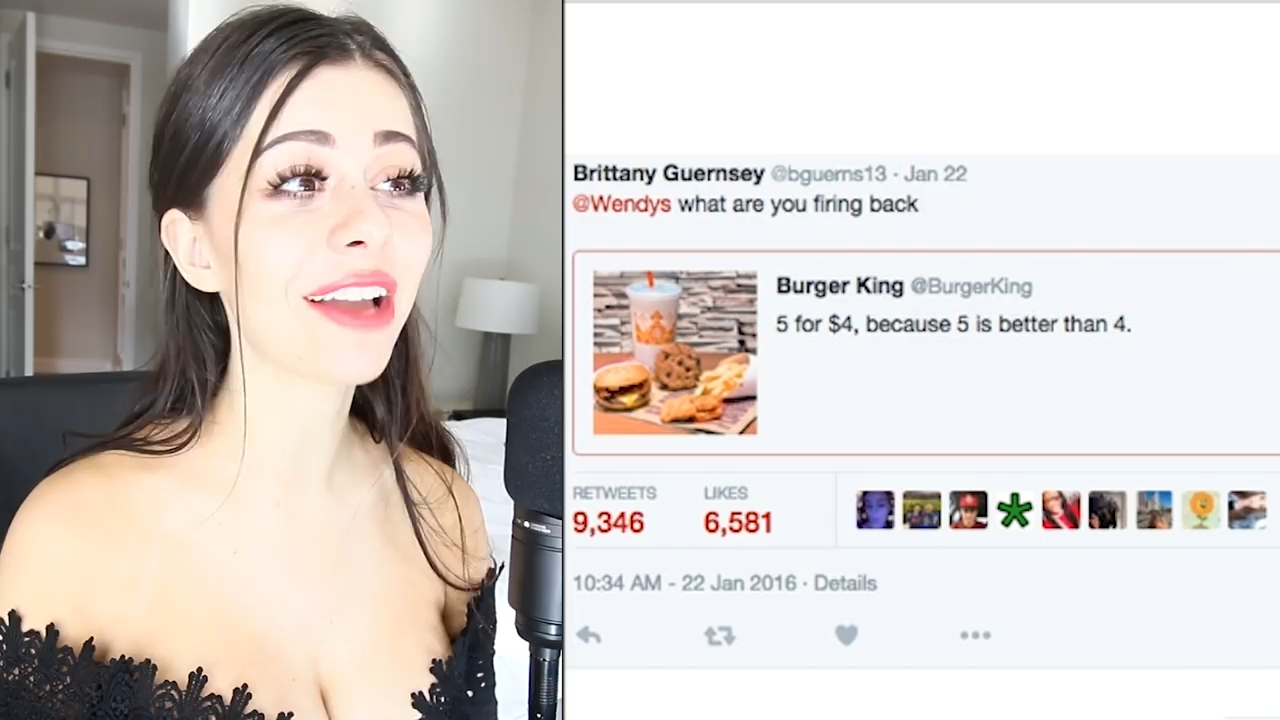 Brittany Guernsey @bguerns13 · Jan 22
@Wendys what are you firing back
Burger King @BurgerKing
5 for $4, because 5 is better than 4.
RETWEETS LIKES
9,346 6,581
10:34 AM - 22 Jan 2016 · Details